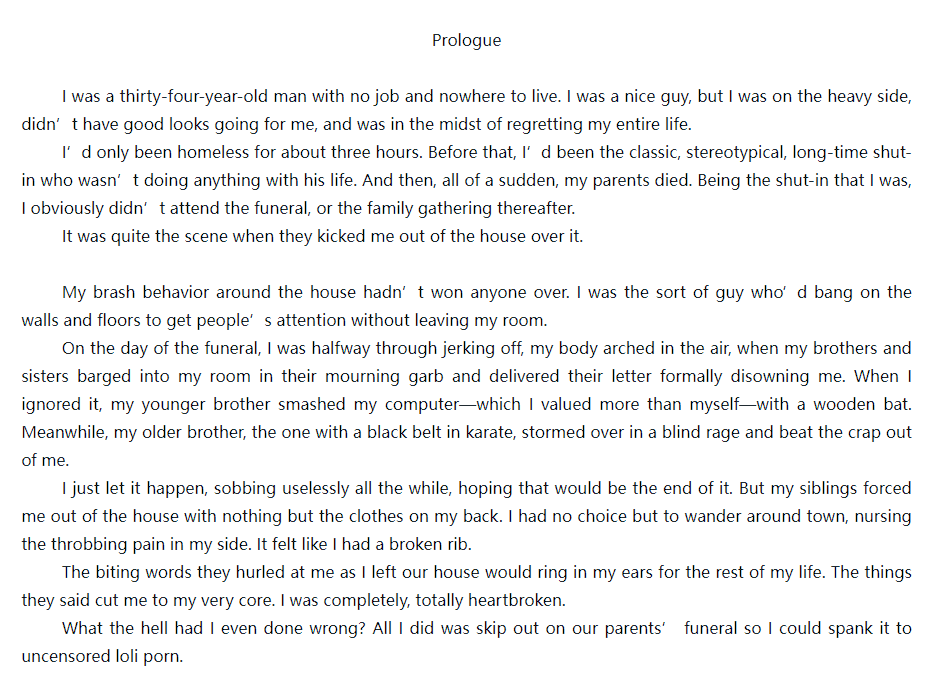 Prologue
I was a thirty-four-year-old man with no job and nowhere to live. I was a nice guy, but I was on the heavy side,
didn’t have good looks going for me, and was in the midst of regretting my entire life.
I’d only been homeless for about three hours. Before that, I’d been the classic, stereotypical, long-time shut-
in who wasn’t doing anything with his life. And then, all of a sudden, my parents died. Being the shut-in that I was,
I obviously didn’t attend the funeral, or the family gathering thereafter.
It was quite the scene when they kicked me out of the house over it.
My brash behavior around the house hadn’t won anyone over. I was the sort of guy who’d bang on the
walls and floors to get people’s attention without leaving my room.
On the day of the funeral, I was halfway through jerking off, my body arched in the air, when my brothers and
sisters barged into my room in their mourning garb and delivered their letter formally disowning me. When I
ignored it, my younger brother smashed my computer—which I valued more than myself—with a wooden bat.
Meanwhile, my older brother, the one with a black belt in karate, stormed over in a blind rage and beat the crap out
of me.
I just let it happen, sobbing uselessly all the while, hoping that would be the end of it. But my siblings forced
me out of the house with nothing but the clothes on my back. I had no choice but to wander around town, nursing
the throbbing pain in my side. It felt like I had a broken rib.
The biting words they hurled at me as I left our house would ring in my ears for the rest of my life. The things
they said cut me to my very core. I was completely, totally heartbroken.
What the hell had I even done wrong? All I did was skip out on our parents’ funeral so I could spank it to
uncensored loli porn.